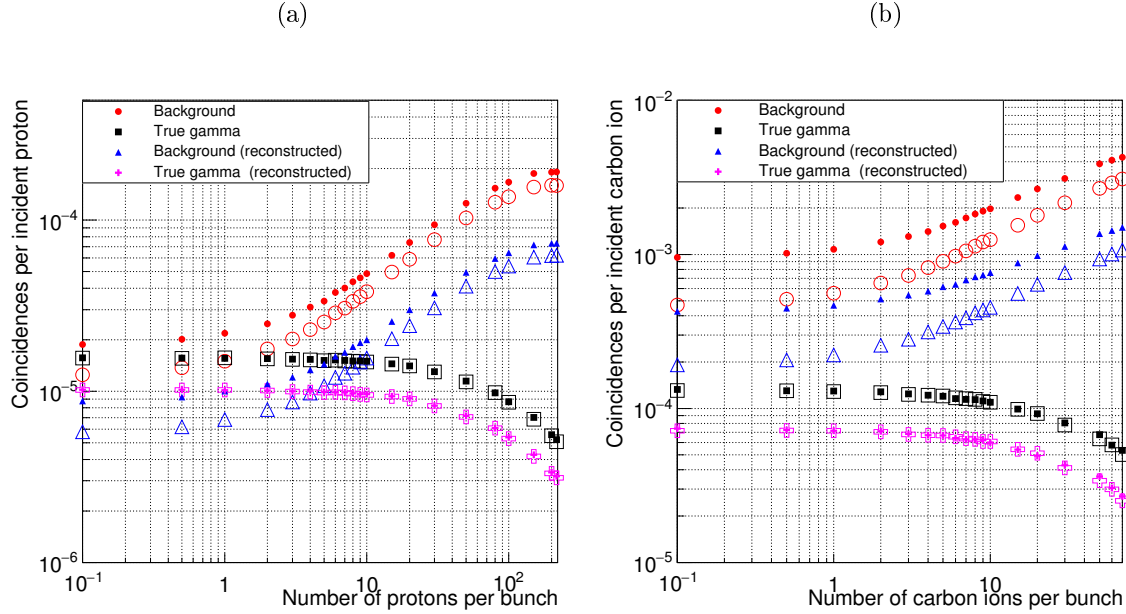 (a)
Coincidences per incident proton
Background
True gamma
Background (reconstructed)
True gamma (reconstructed)
10⁻⁴
10⁻⁵
10⁻⁶
10⁻¹
1
10
10²
Number of protons per bunch
(b)
Coincidences per incident carbon ion
Background
True gamma
Background (reconstructed)
True gamma (reconstructed)
10⁻²
10⁻³
10⁻⁴
10⁻⁵
10⁻¹
1
10
Number of carbon ions per bunch